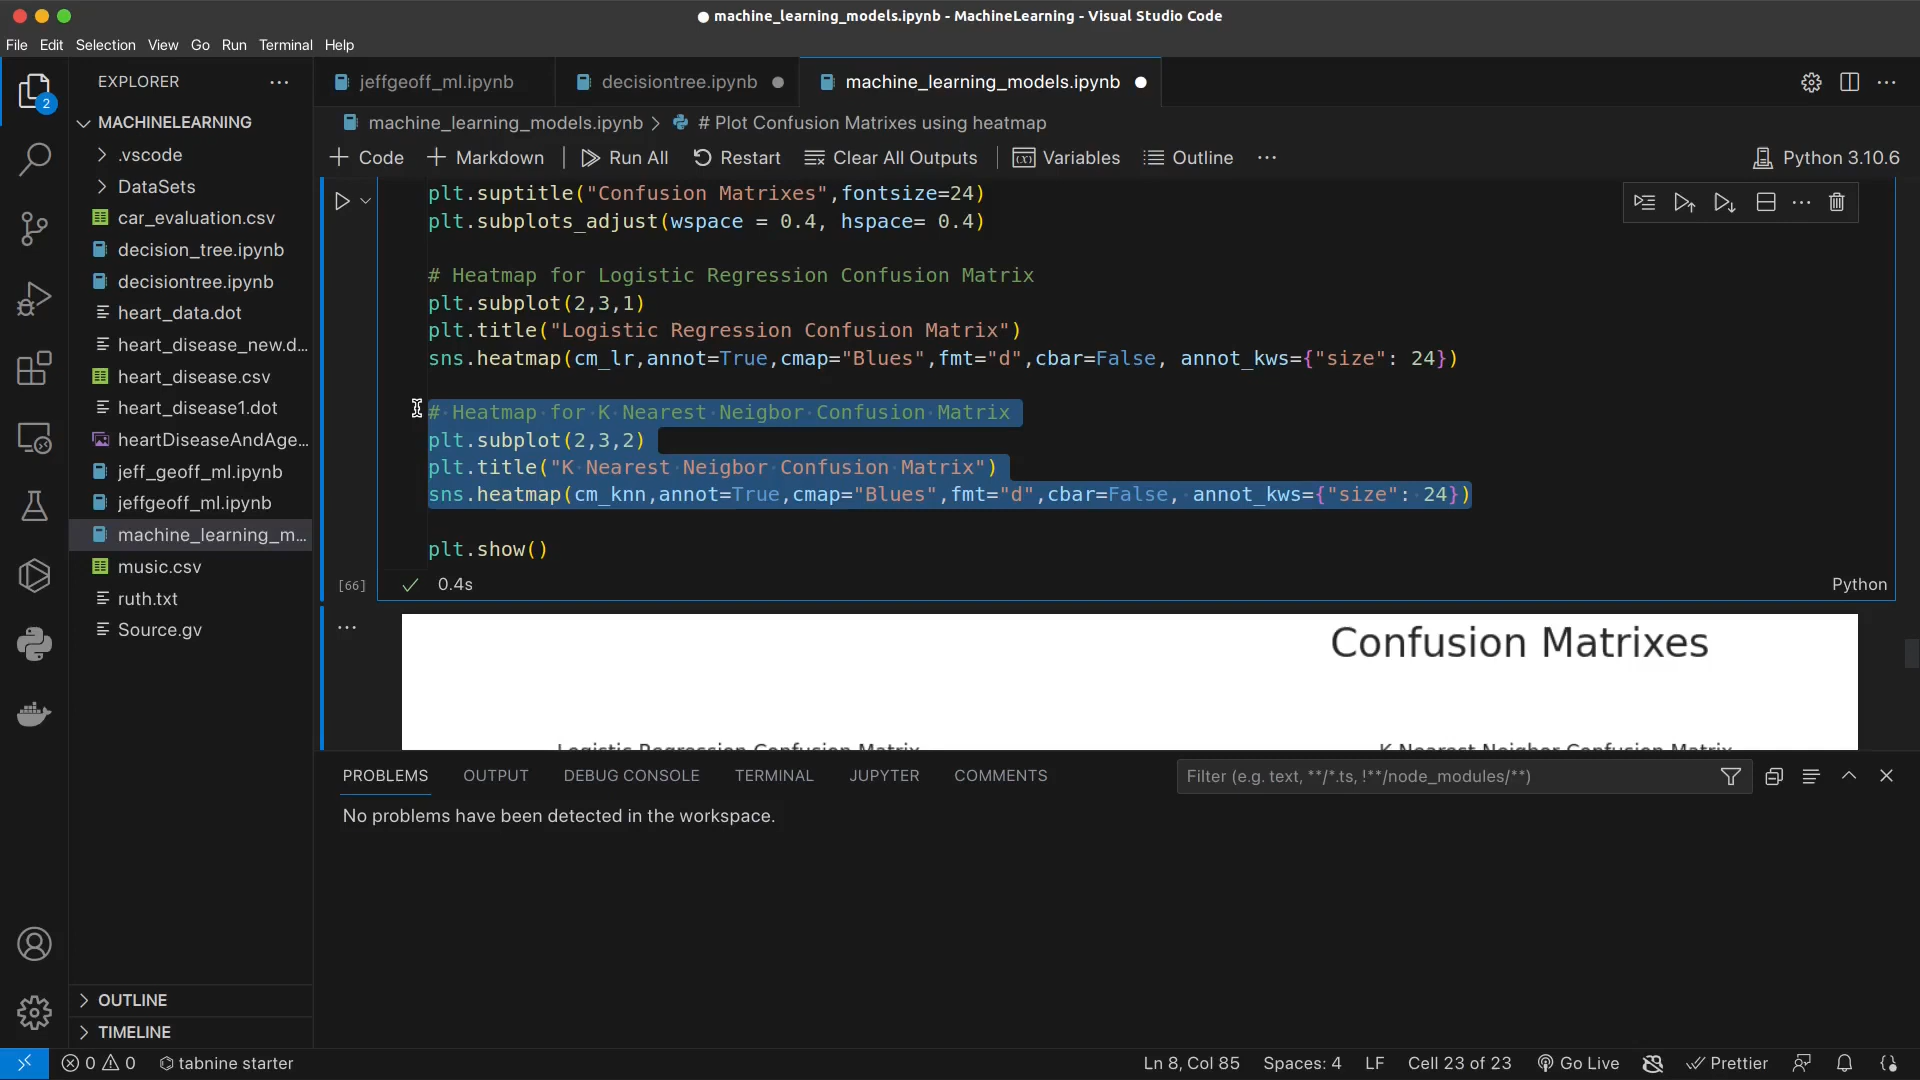 machine_learning_models.ipynb - MachineLearning - Visual Studio Code
File Edit Selection View Go Run Terminal Help
EXPLORER
2
MACHINELEARNING
.vscode
DataSets
car_evaluation.csv
decision_tree.ipynb
decisiontree.ipynb
heart_data.dot
heart_disease_new.d...
heart_disease.csv
heart_disease1.dot
heartDiseaseAndAge...
jeff_geoff_ml.ipynb
jeffgeoff_ml.ipynb
machine_learning_m...
music.csv
ruth.txt
Source.gv
OUTLINE
TIMELINE
jeffgeoff_ml.ipynb decisiontree.ipynb machine_learning_models.ipynb
machine_learning_models.ipynb > # Plot Confusion Matrixes using heatmap
Code Markdown Run All Restart Clear All Outputs Variables Outline Python 3.10.6
plt.suptitle("Confusion Matrixes",fontsize=24)
plt.subplots_adjust(wspace = 0.4, hspace= 0.4)
# Heatmap for Logistic Regression Confusion Matrix
plt.subplot(2,3,1)
plt.title("Logistic Regression Confusion Matrix")
sns.heatmap(cm_lr,annot=True,cmap="Blues",fmt="d",cbar=False, annot_kws={"size": 24})
# Heatmap for K Nearest Neigbor Confusion Matrix
plt.subplot(2,3,2)
plt.title("K Nearest Neigbor Confusion Matrix")
sns.heatmap(cm_knn,annot=True,cmap="Blues",fmt="d",cbar=False, annot_kws={"size": 24})
plt.show()
[66] 0.4s Python
Confusion Matrixes
Logistic Regression Confusion Matrix K Nearest Neigbor Confusion Matrix
PROBLEMS OUTPUT DEBUG CONSOLE TERMINAL JUPYTER COMMENTS Filter (e.g. text, **/*.ts, !**/node_modules/**)
No problems have been detected in the workspace.
0 0 tabnine starter Ln 8, Col 85 Spaces: 4 LF Cell 23 of 23 Go Live Prettier